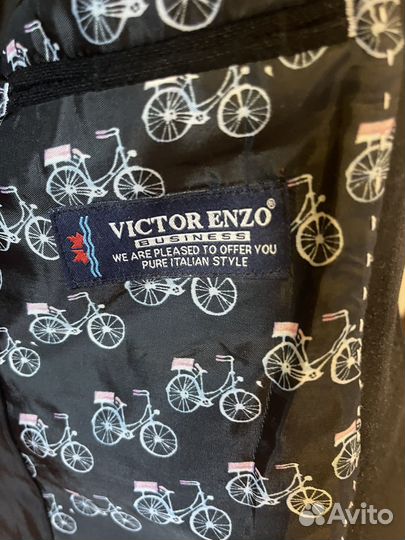 VICTOR ENZO®
BUSINESS
WE ARE PLEASED TO OFFER YOU
PURE ITALIAN STYLE
Avito